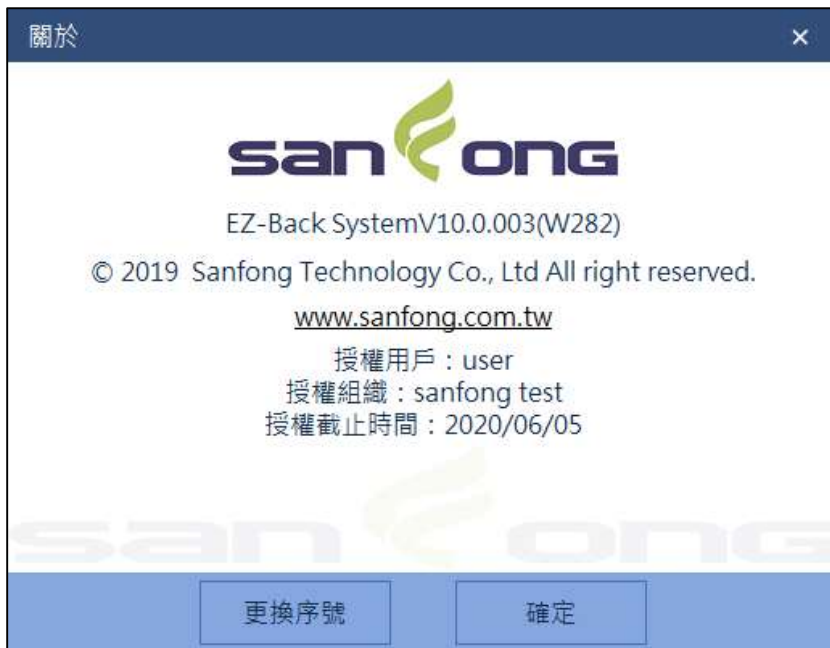 關於
sanfong
EZ-Back SystemV10.0.003(W282)
© 2019 Sanfong Technology Co., Ltd All right reserved.
www.sanfong.com.tw
授權用戶：user
授權組織：sanfong test
授權截止時間：2020/06/05
sanfong
更換序號
確定